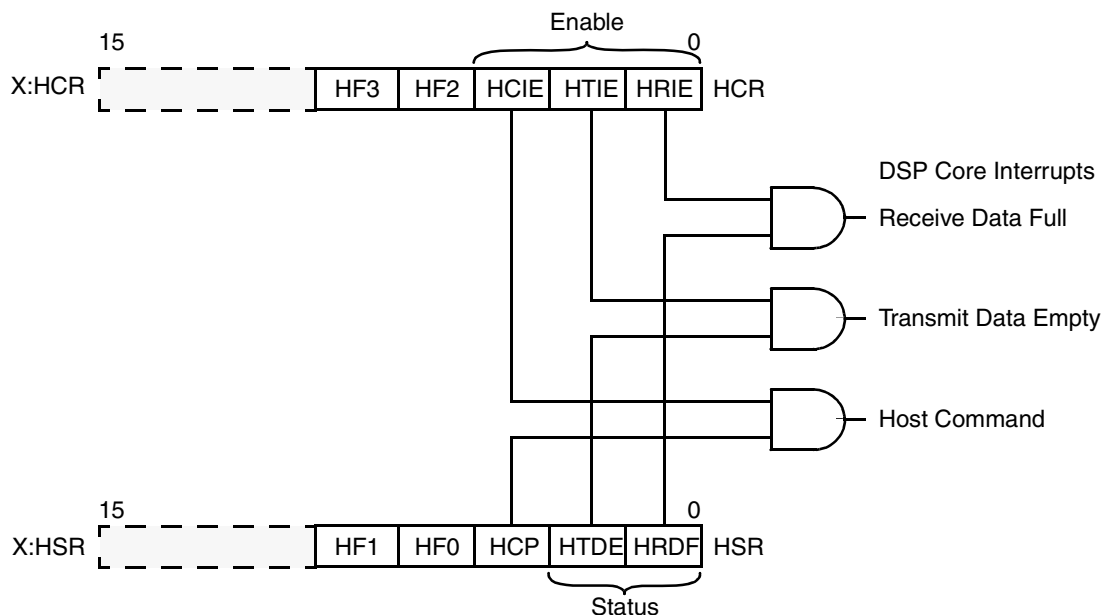 Enable
15 0
X:HCR HF3 HF2 HCIE HTIE HRIE HCR
DSP Core Interrupts
Receive Data Full
Transmit Data Empty
Host Command
15 0
X:HSR HF1 HF0 HCP HTDE HRDF HSR
Status